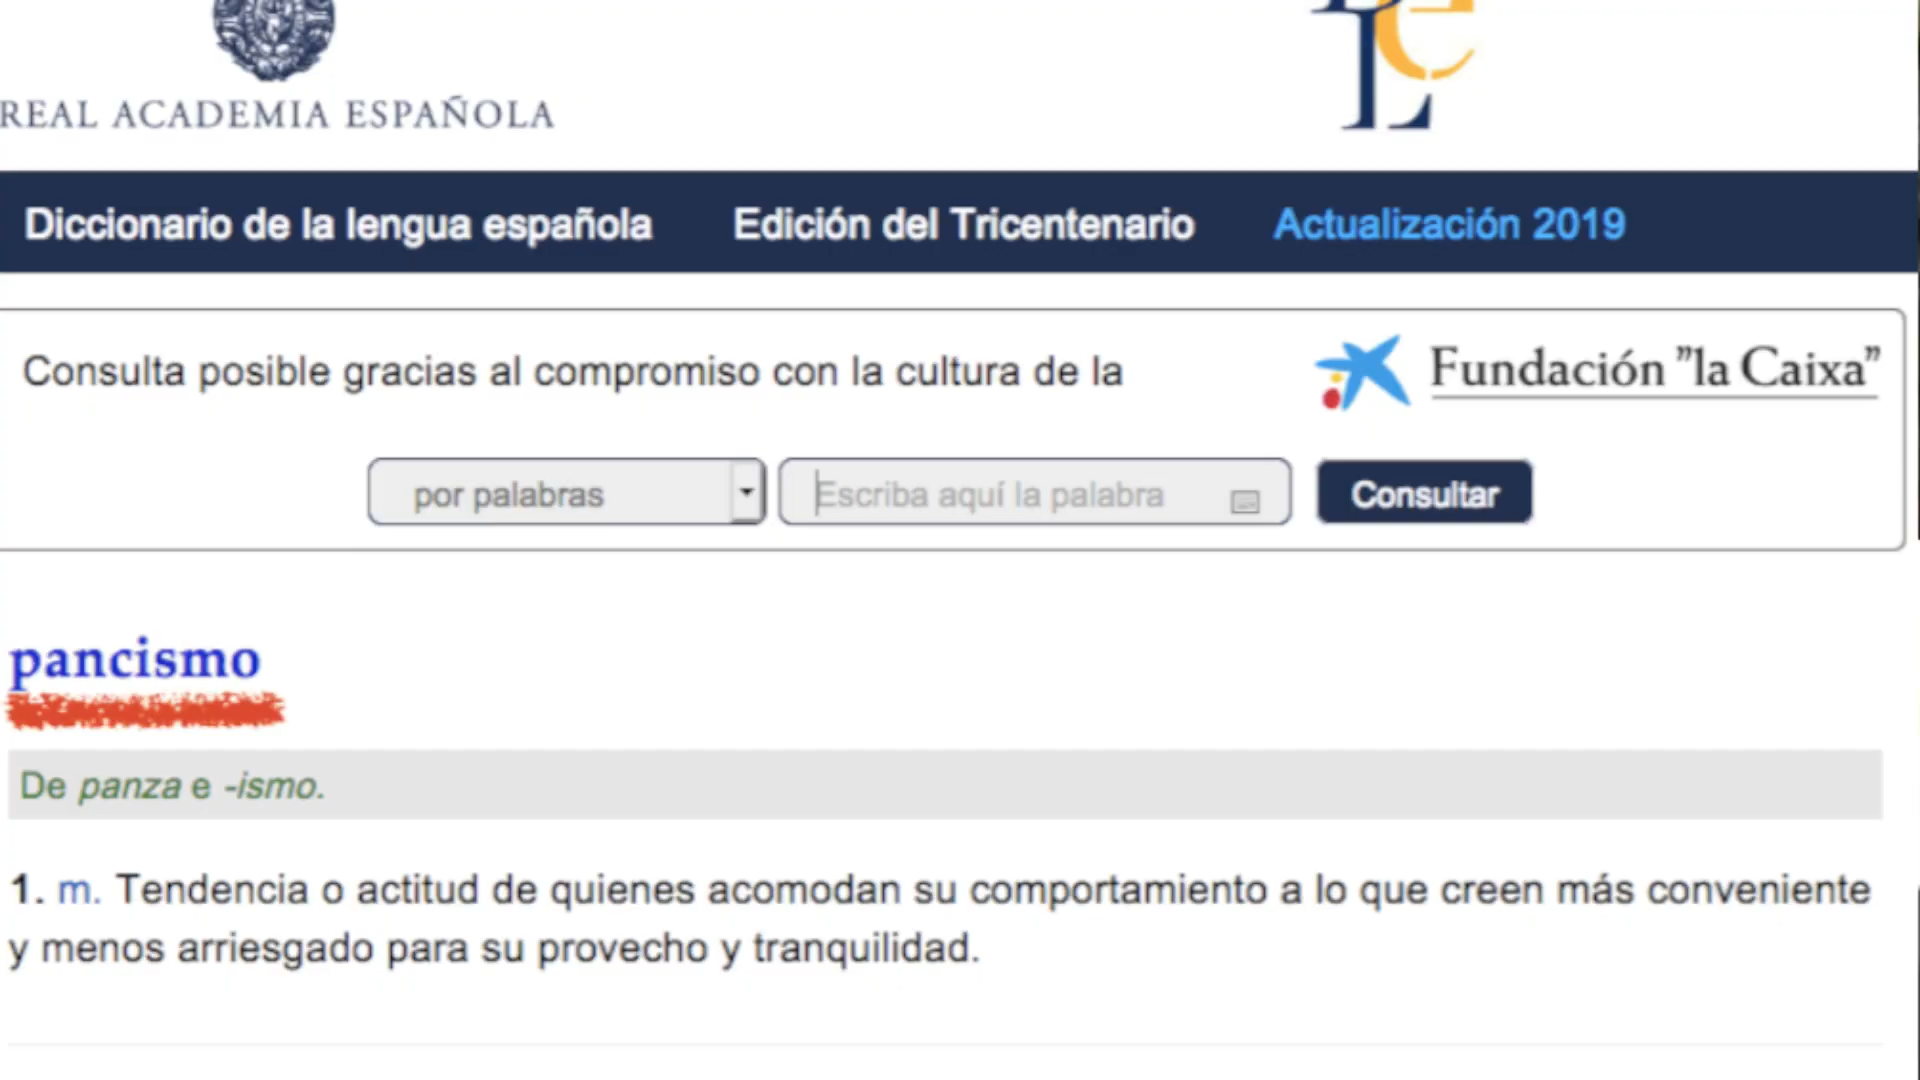 REAL ACADEMIA ESPAÑOLA
Diccionario de la lengua española Edición del Tricentenario Actualización 2019
Consulta posible gracias al compromiso con la cultura de la Fundación "la Caixa"
por palabras Escriba aquí la palabra Consultar
pancismo
De panza e -ismo.
1. m. Tendencia o actitud de quienes acomodan su comportamiento a lo que creen más conveniente
y menos arriesgado para su provecho y tranquilidad.